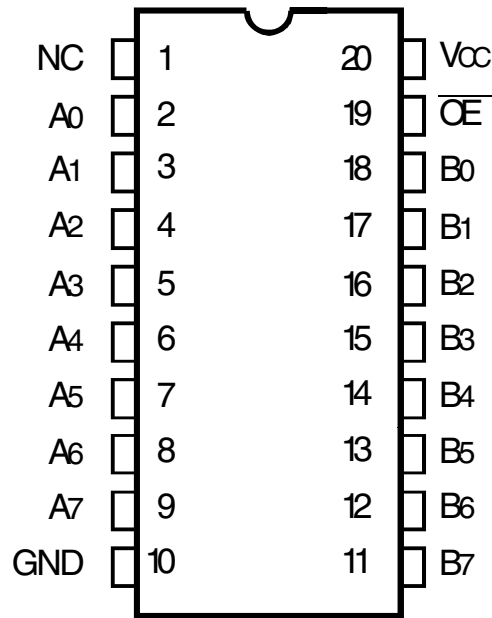 NC 1 20 VCC
A0 2 19 OE
A1 3 18 B0
A2 4 17 B1
A3 5 16 B2
A4 6 15 B3
A5 7 14 B4
A6 8 13 B5
A7 9 12 B6
GND 10 11 B7